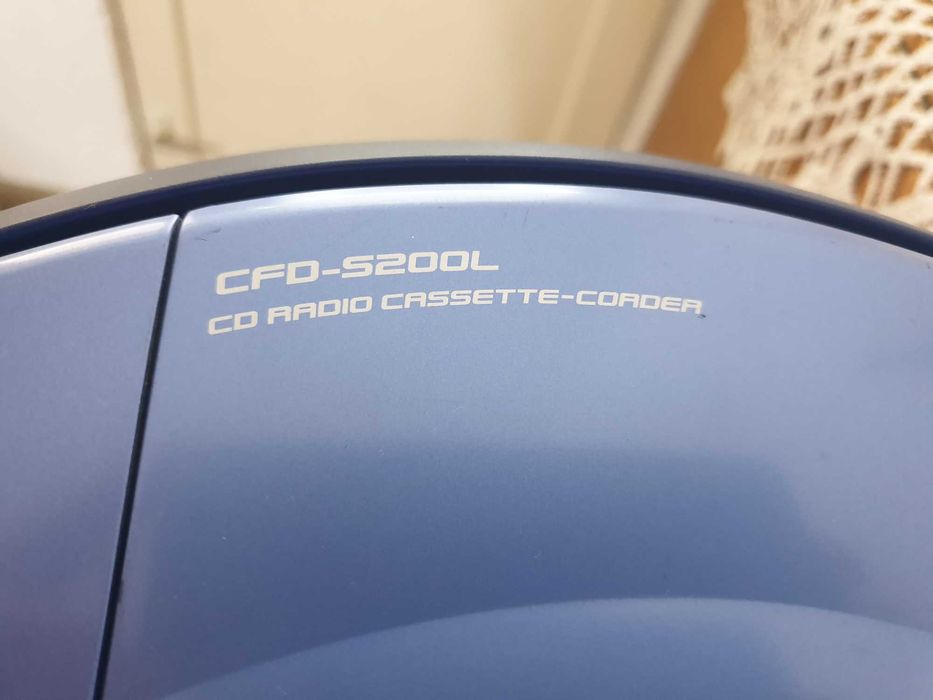 CFD-S200L
CD RADIO CASSETTE-CORDER